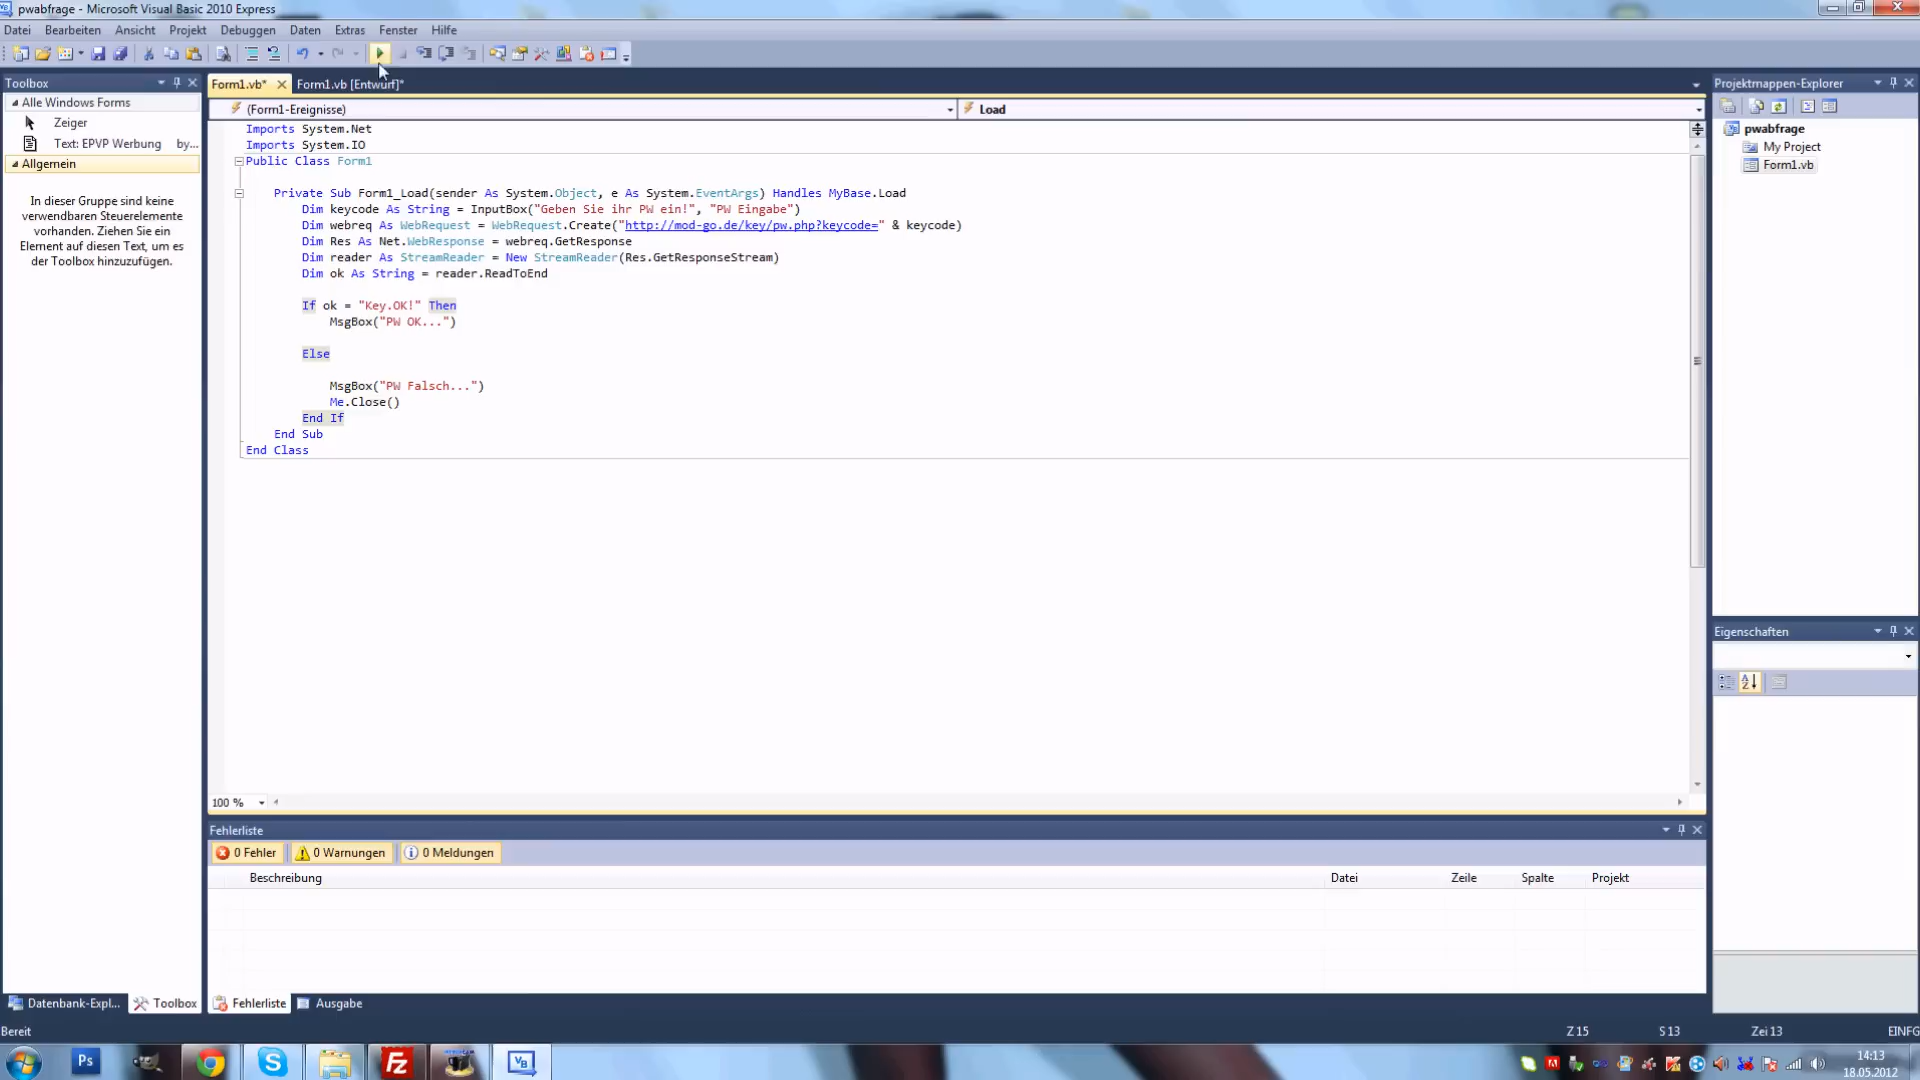 pwabfrage - Microsoft Visual Basic 2010 Express
Datei Bearbeiten Ansicht Projekt Debuggen Daten Extras Fenster Hilfe
Toolbox
Alle Windows Forms
Zeiger
Text: EPVP Werbung by...
Allgemein
In dieser Gruppe sind keine
verwendbaren Steuerelemente
vorhanden. Ziehen Sie ein
Element auf diesen Text, um es
der Toolbox hinzuzufügen.
Form1.vb* Form1.vb [Entwurf]*
(Form1-Ereignisse) Load
Imports System.Net
Imports System.IO
Public Class Form1
Private Sub Form1_Load(sender As System.Object, e As System.EventArgs) Handles MyBase.Load
Dim keycode As String = InputBox("Geben Sie ihr PW ein!", "PW Eingabe")
Dim webreq As WebRequest = WebRequest.Create("http://mod-go.de/key/pw.php?keycode=" & keycode)
Dim Res As Net.WebResponse = webreq.GetResponse
Dim reader As StreamReader = New StreamReader(Res.GetResponseStream)
Dim ok As String = reader.ReadToEnd
If ok = "Key.OK!" Then
MsgBox("PW OK...")
Else
MsgBox("PW Falsch...")
Me.Close()
End If
End Sub
End Class
100 %
Fehlerliste
0 Fehler 0 Warnungen 0 Meldungen
Beschreibung Datei Zeile Spalte Projekt
Projektmappen-Explorer
pwabfrage
My Project
Form1.vb
Eigenschaften
Datenbank-Expl... Toolbox Fehlerliste Ausgabe
Bereit Z 15 S 13 Zei 13 EINFG
Ps
14:13
18.05.2012